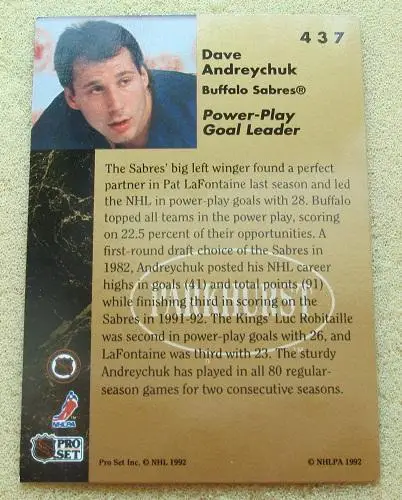 437
Dave
Andreychuk
Buffalo Sabres®
Power-Play
Goal Leader
The Sabres' big left winger found a perfect
partner in Pat LaFontaine last season and led
the NHL in power-play goals with 28. Buffalo
topped all teams in the power play, scoring
on 22.5 percent of their opportunities. A
first-round draft choice of the Sabres in
1982, Andreychuk posted his NHL career
highs in goals (41) and total points (91)
while finishing third in scoring on the
Sabres in 1991-92. The Kings' Luc Robitaille
was second in power-play goals with 26, and
LaFontaine was third with 23. The sturdy
Andreychuk has played in all 80 regular-
season games for two consecutive seasons.
PARKHURST
NHLPA
PRO
SET
Pro Set Inc. © NHL 1992
© NHLPA 1992